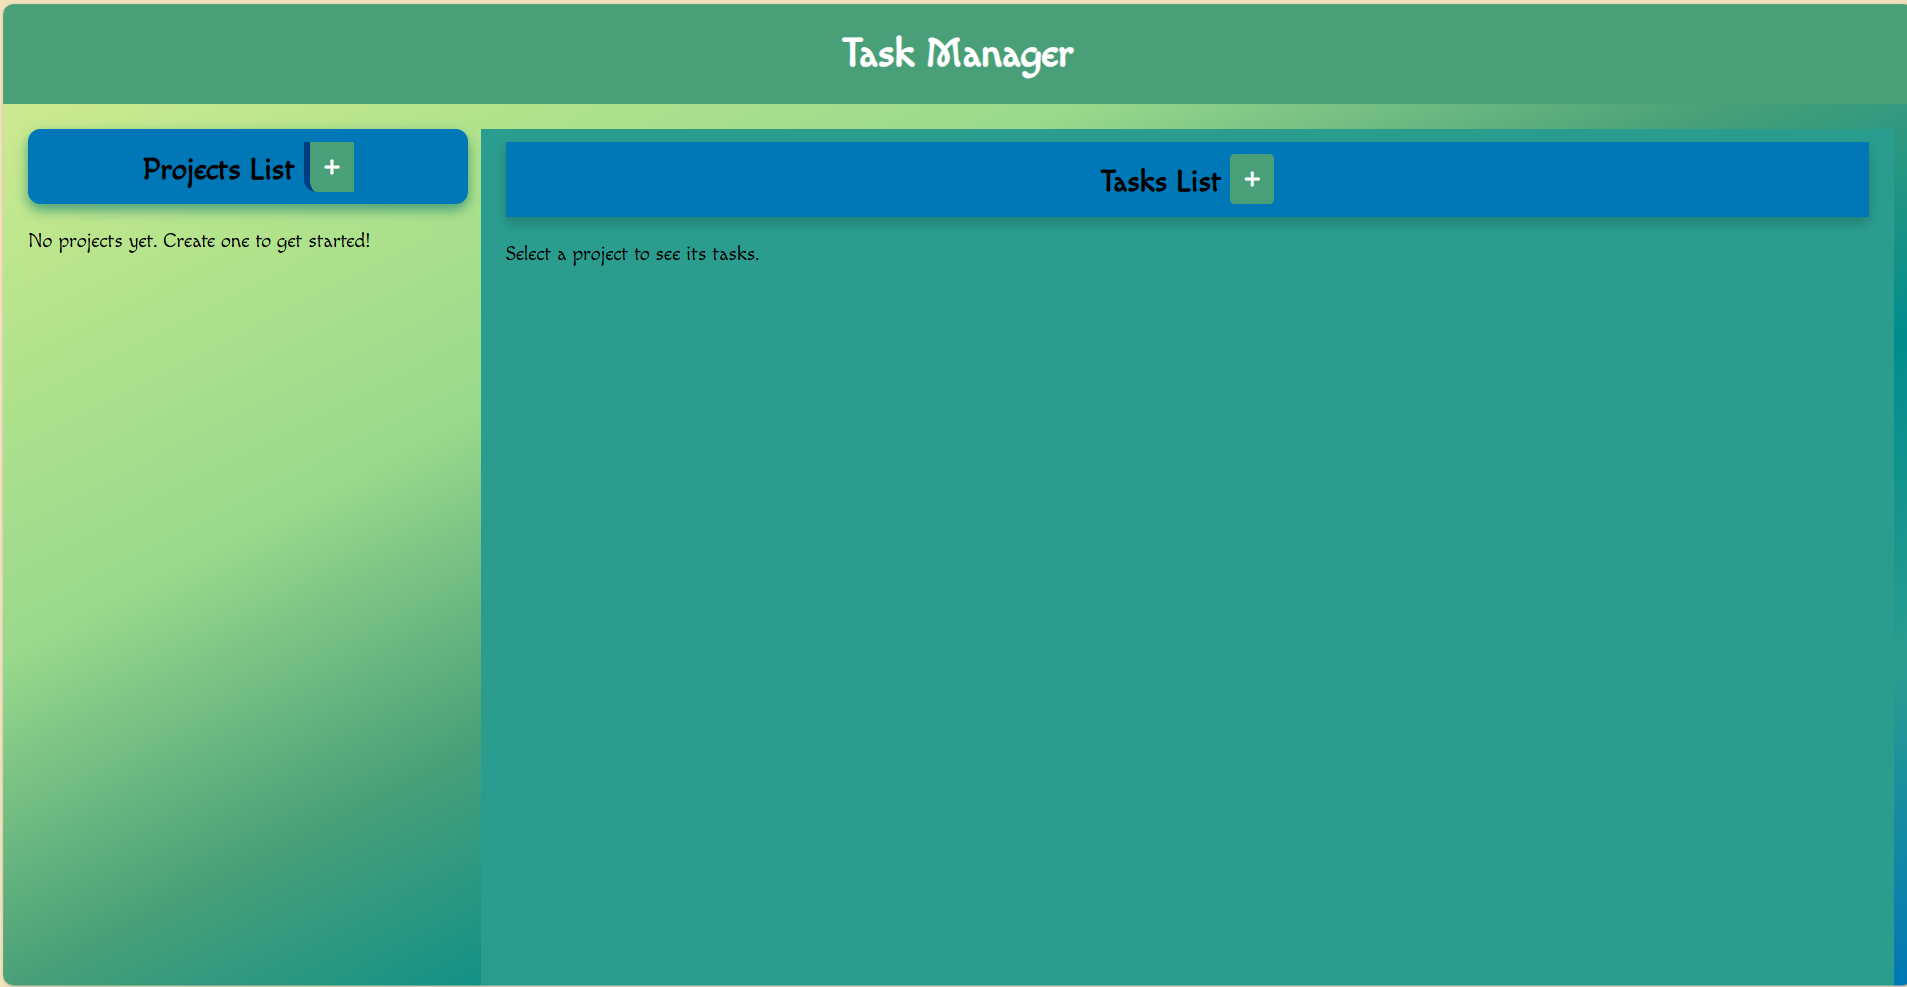 Task Manager
Projects List +
No projects yet. Create one to get started!
Tasks List +
Select a project to see its tasks.